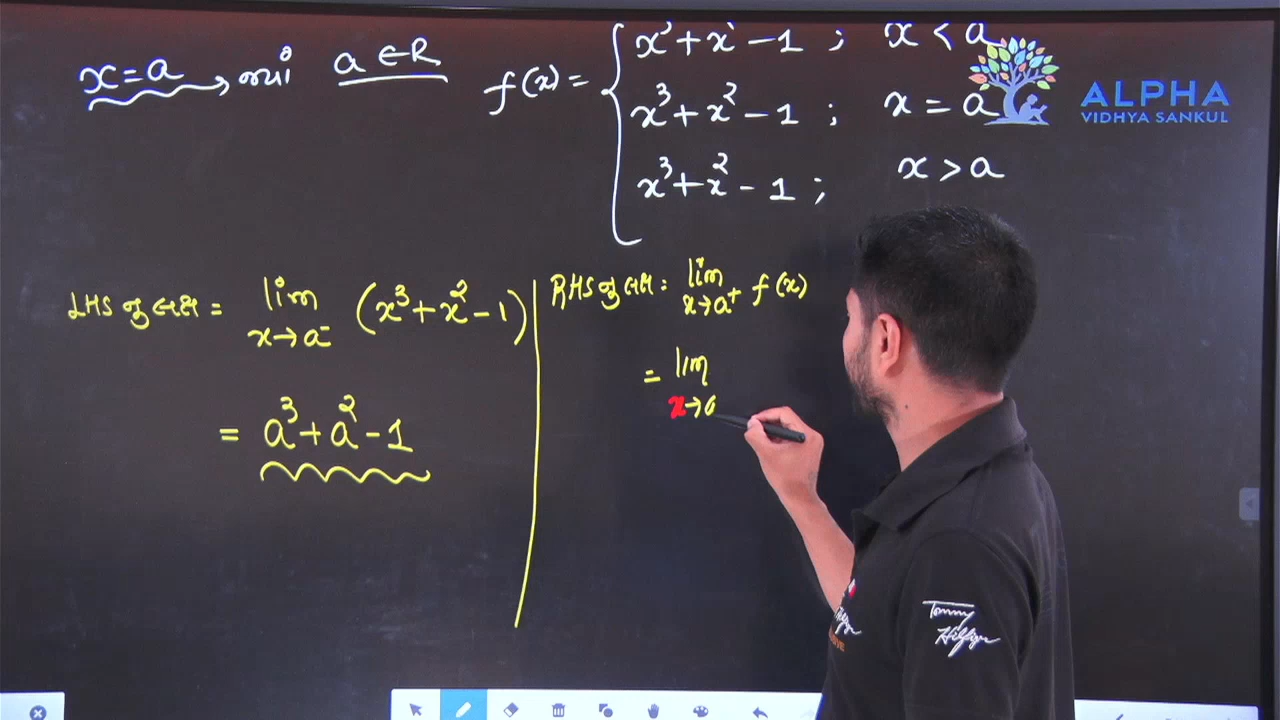 x=a → જ્યાં a ∈ R
f(x) = { x³ + x² - 1 ; x < a
x³ + x² - 1 ; x = a
x³ + x² - 1 ; x > a
ALPHA
VIDHYA SANKUL
LHS નુ લક્ષ = lim x→a⁻ (x³ + x² - 1)
= a³ + a² - 1
RHS નુ લક્ષ = lim x→a⁺ f(x)
= lim x→a
Tommy
Hilfiger